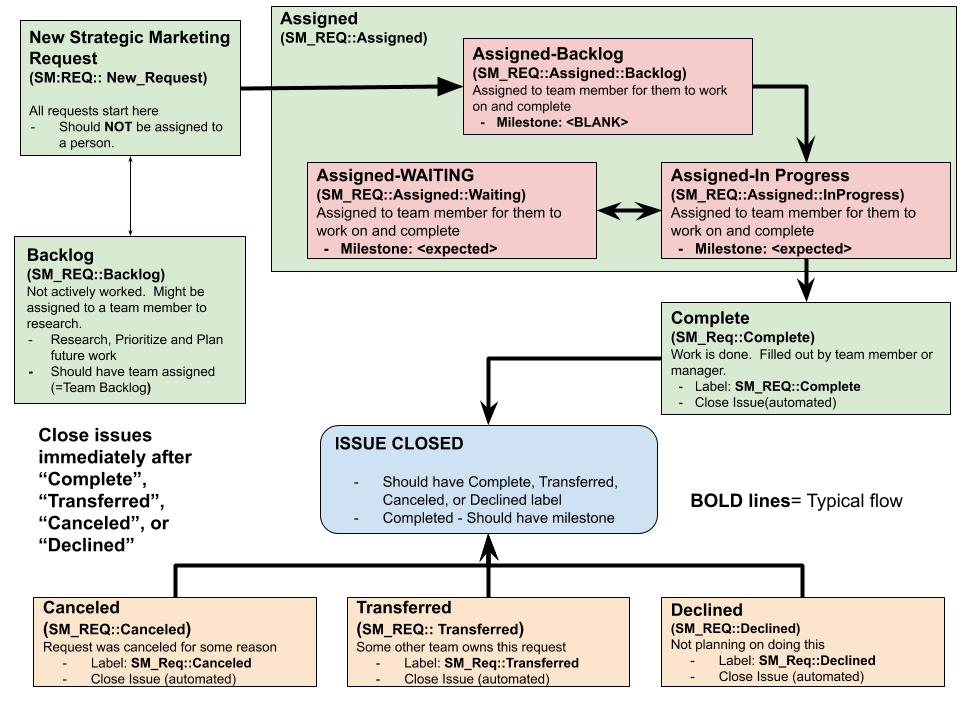 New Strategic Marketing
Request
(SM:REQ:: New_Request)
All requests start here
- Should NOT be assigned to
a person.
Assigned
(SM_REQ::Assigned)
Assigned-Backlog
(SM_REQ::Assigned::Backlog)
Assigned to team member for them to work
on and complete
- Milestone: <BLANK>
Assigned-WAITING
(SM_REQ::Assigned::Waiting)
Assigned to team member for them to
work on and complete
- Milestone: <expected>
Assigned-In Progress
(SM_REQ::Assigned::InProgress)
Assigned to team member for them to
work on and complete
- Milestone: <expected>
Backlog
(SM_REQ::Backlog)
Not actively worked. Might be
assigned to a team member to
research.
- Research, Prioritize and Plan
future work
- Should have team assigned
(=Team Backlog)
Complete
(SM_Req::Complete)
Work is done. Filled out by team member or
manager.
- Label: SM_REQ::Complete
- Close Issue(automated)
Close issues
immediately after
“Complete”,
“Transferred”,
“Canceled”, or
“Declined”
ISSUE CLOSED
- Should have Complete, Transferred,
Canceled, or Declined label
- Completed - Should have milestone
BOLD lines= Typical flow
Canceled
(SM_REQ::Canceled)
Request was canceled for some reason
- Label: SM_Req::Canceled
- Close Issue (automated)
Transferred
(SM_REQ:: Transferred)
Some other team owns this request
- Label: SM_Req::Transferred
- Close Issue (automated)
Declined
(SM_REQ::Declined)
Not planning on doing this
- Label: SM_Req::Declined
- Close Issue (automated)